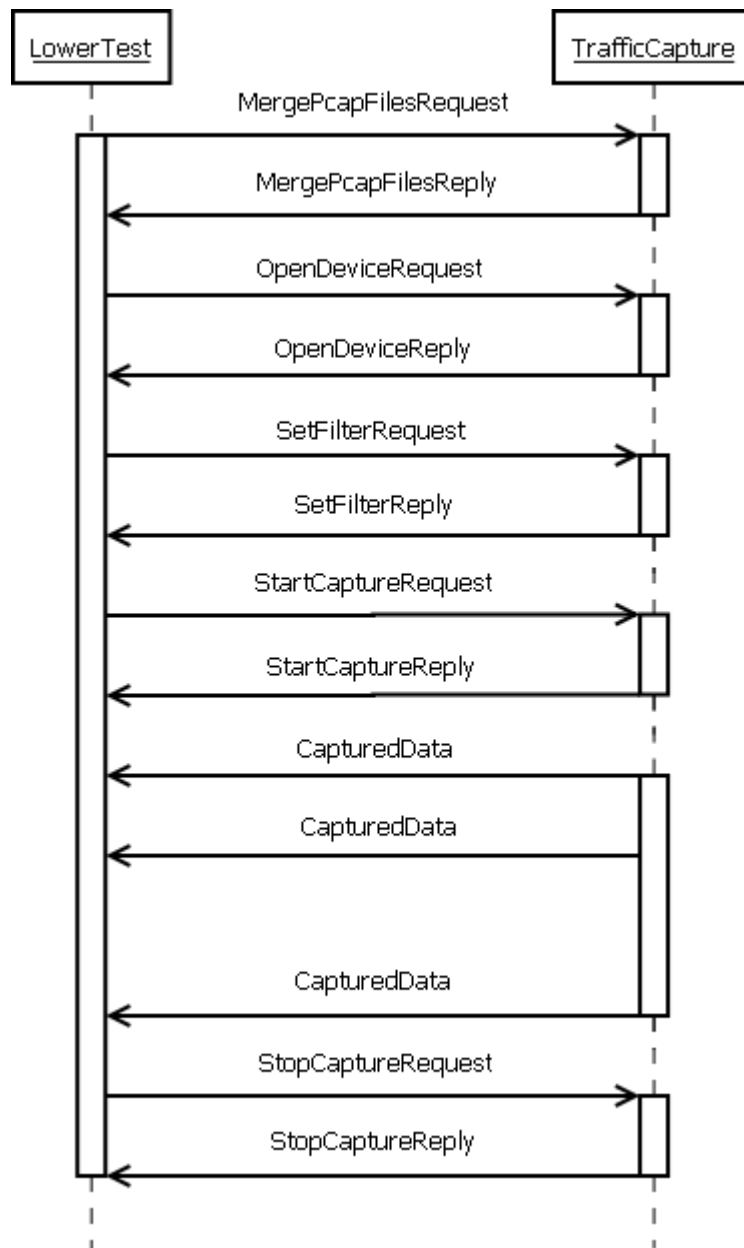 LowerTest
TrafficCapture
MergePcapFilesRequest
MergePcapFilesReply
OpenDeviceRequest
OpenDeviceReply
SetFilterRequest
SetFilterReply
StartCaptureRequest
StartCaptureReply
CapturedData
CapturedData
CapturedData
StopCaptureRequest
StopCaptureReply